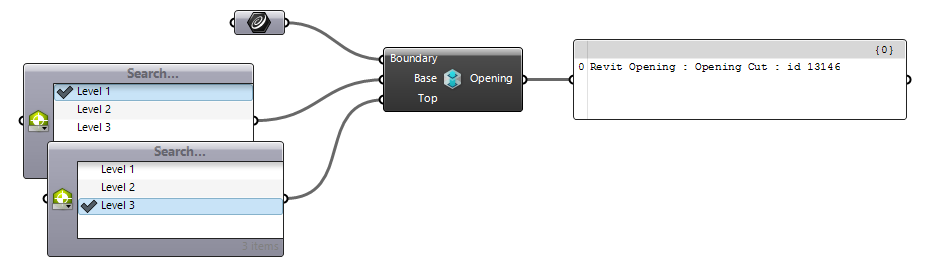 Boundary
Base
Opening
Top
{0}
0 Revit Opening : Opening Cut : id 13146
Search...
Level 1
Level 2
Level 3
Search...
Level 1
Level 2
Level 3
3 items